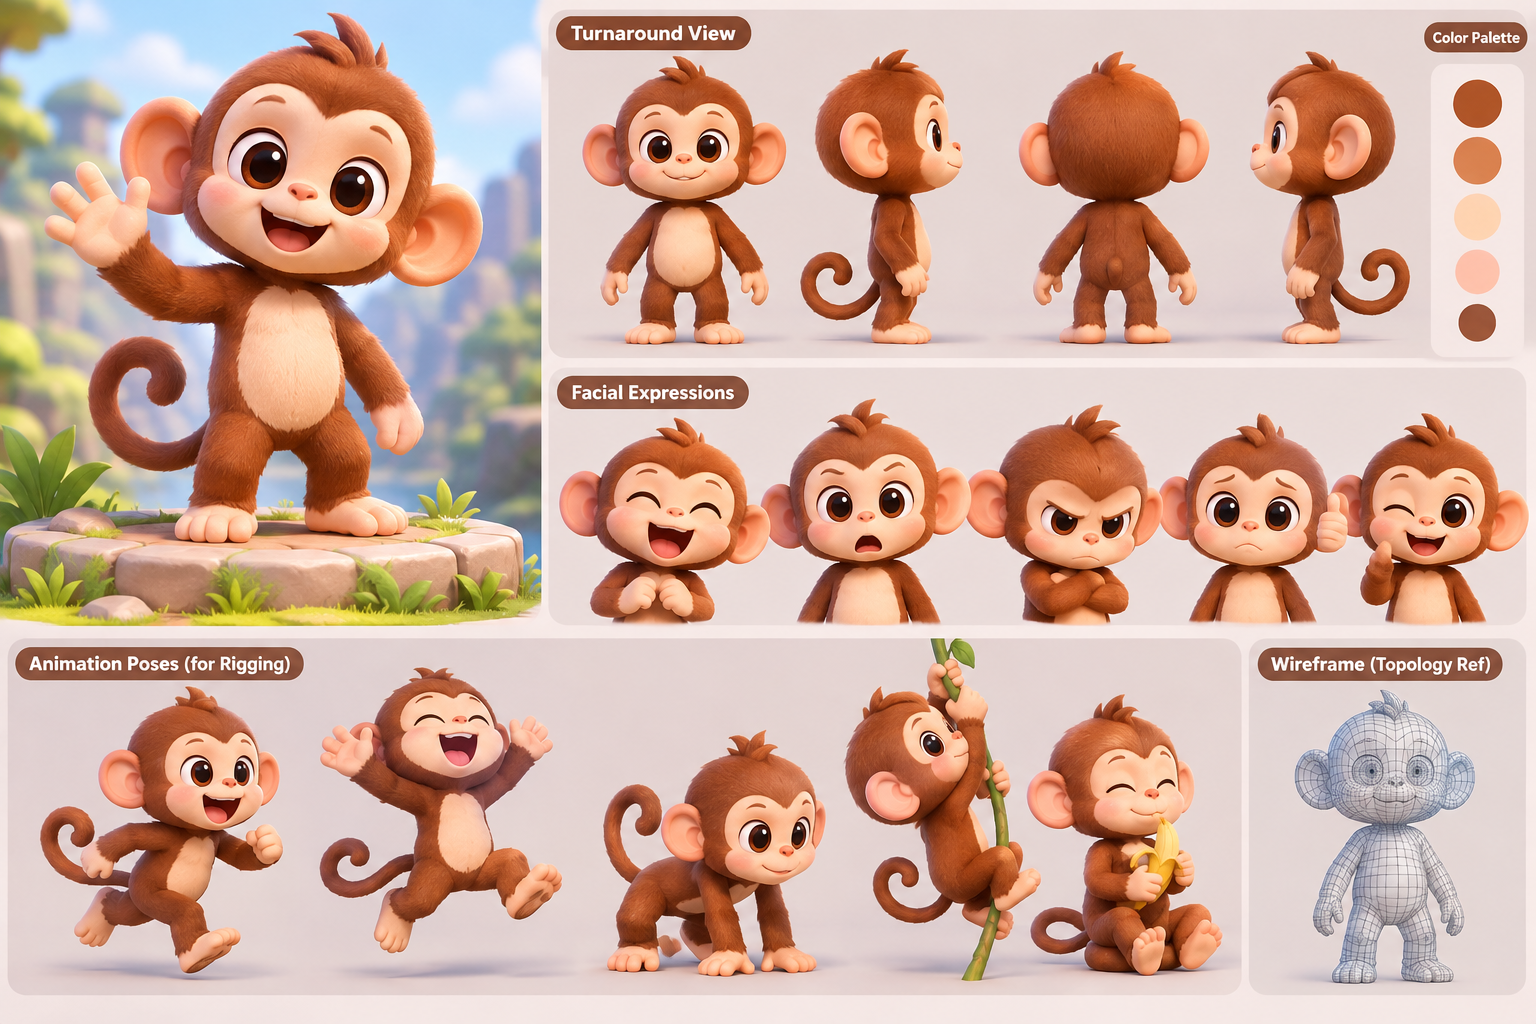 Turnaround View
Color Palette
Facial Expressions
Animation Poses (for Rigging)
Wireframe (Topology Ref)